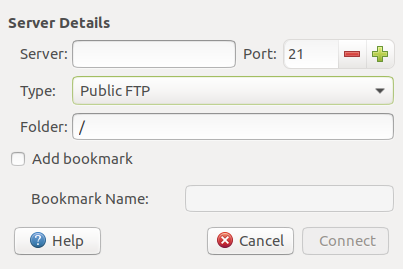 Server Details
Server: Port: 21
Type: Public FTP
Folder: /
Add bookmark
Bookmark Name:
Help Cancel Connect